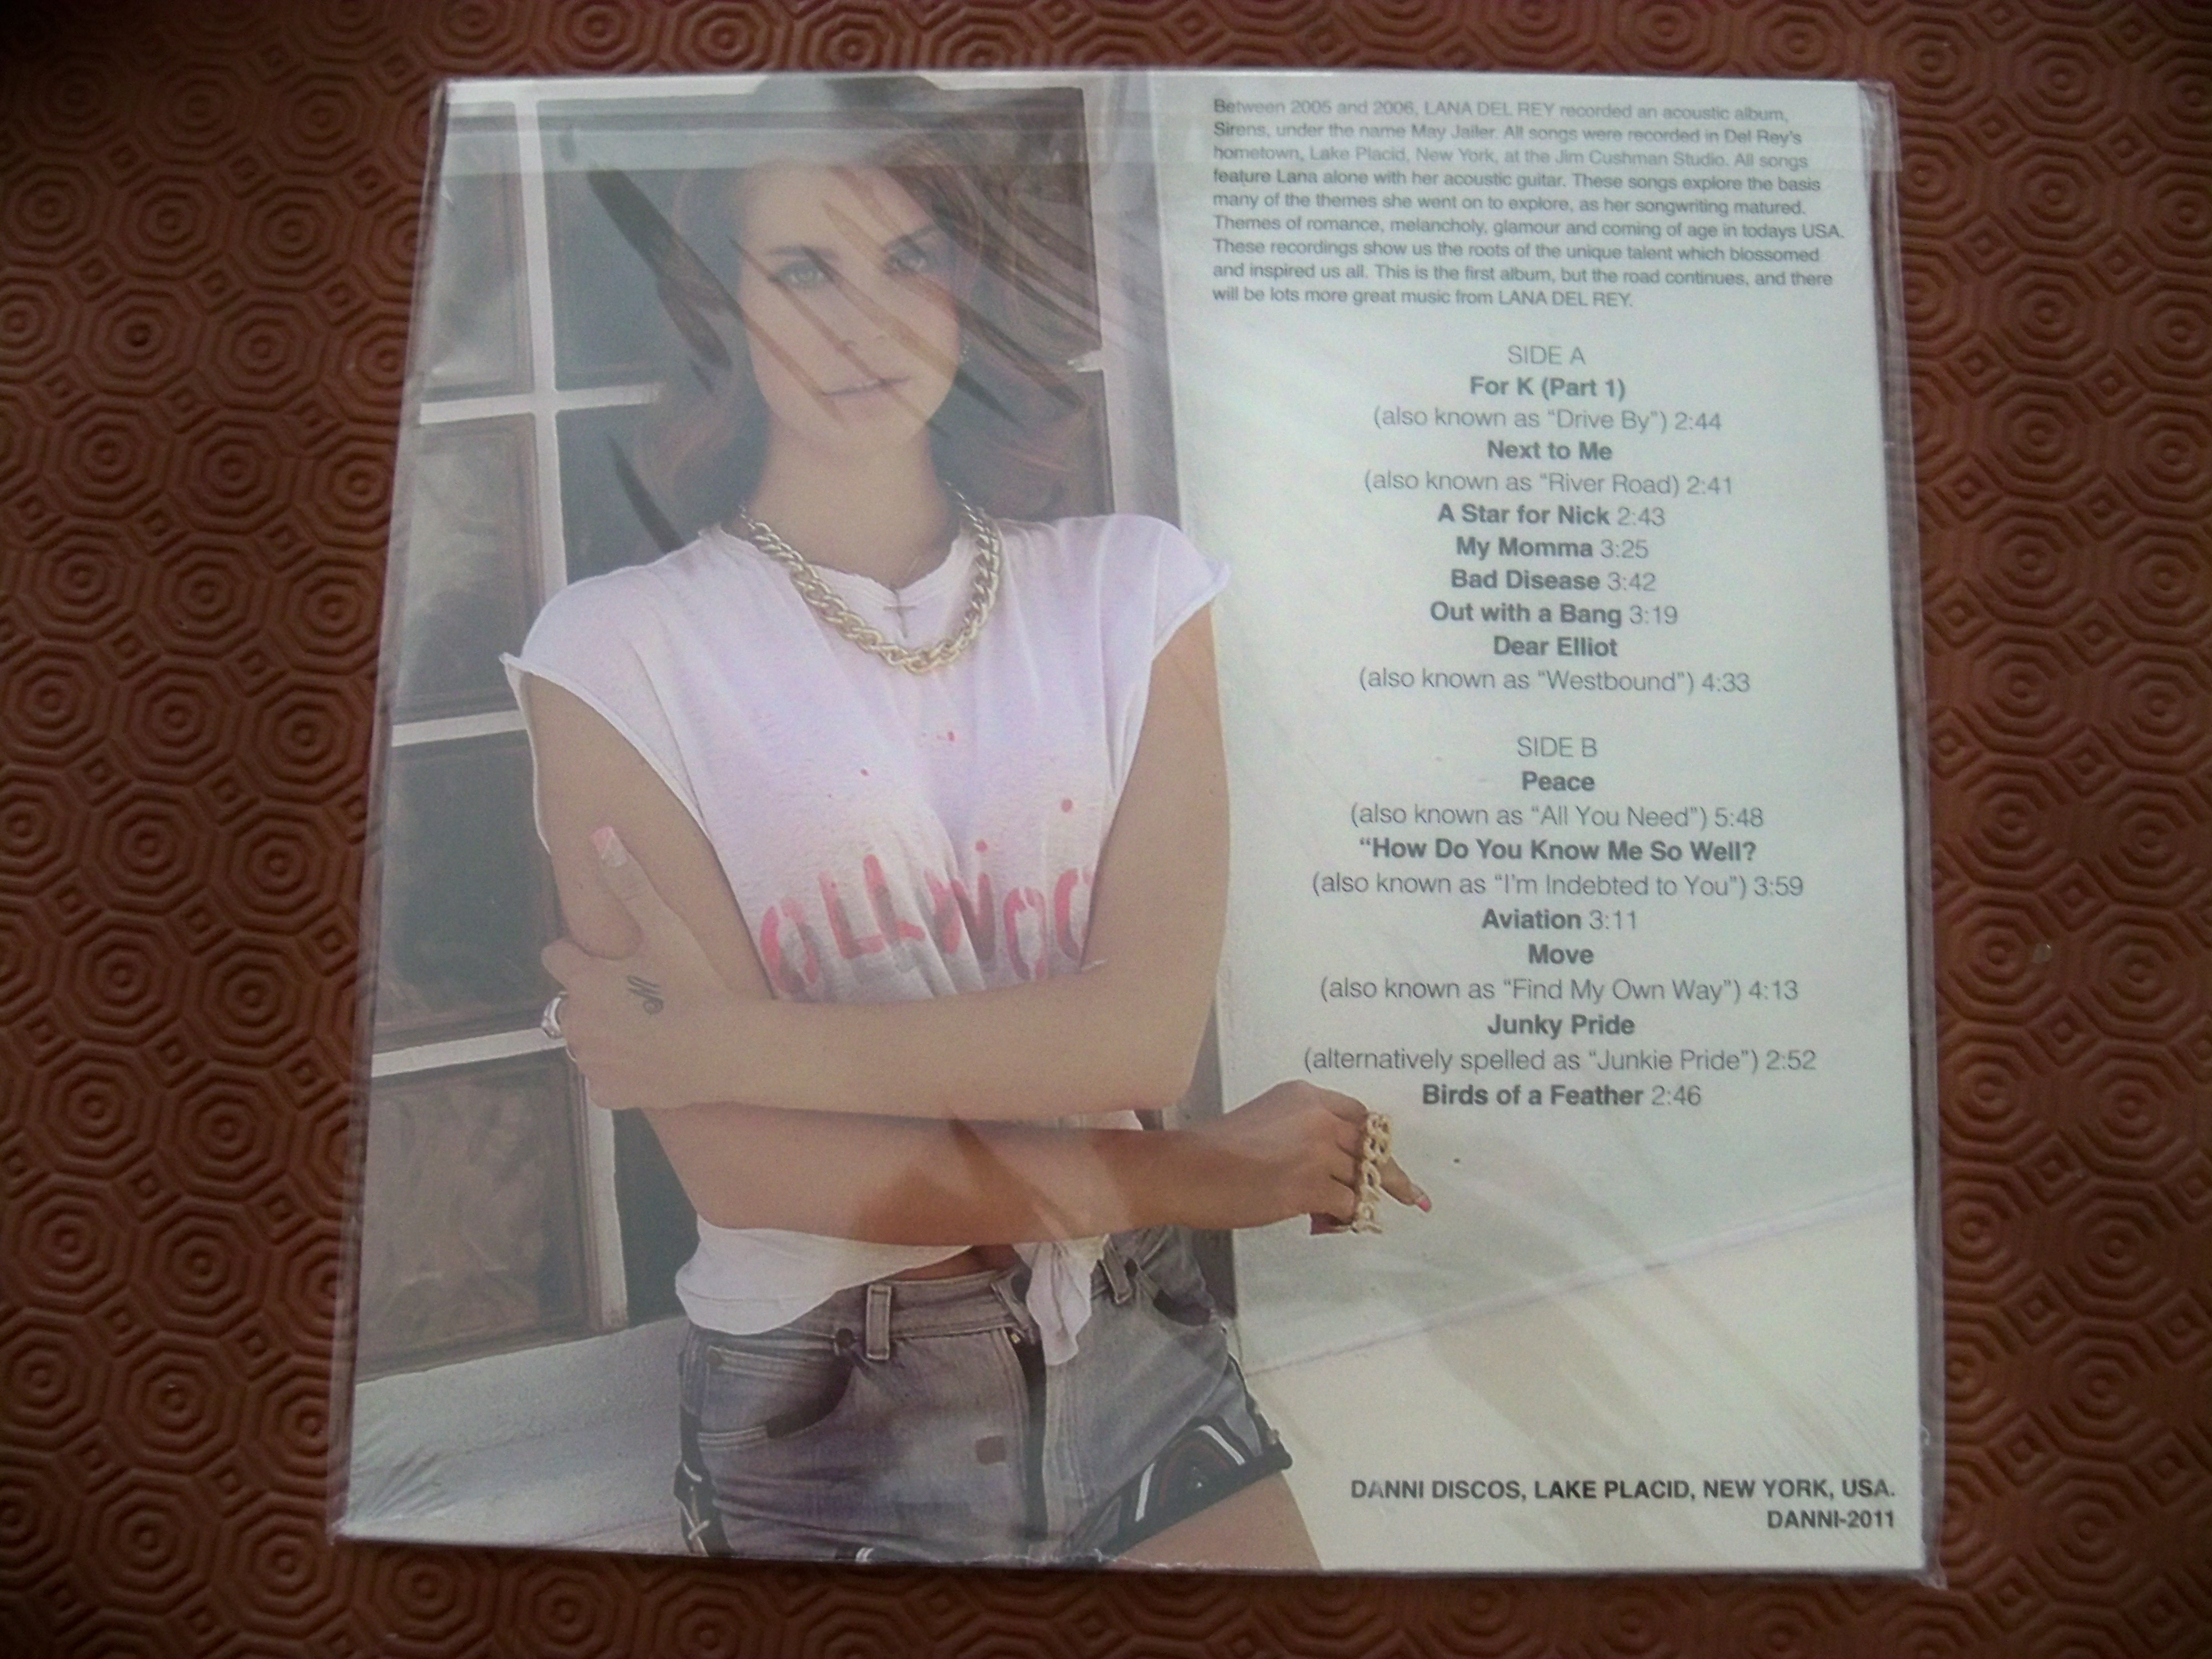 Between 2005 and 2006, LANA DEL REY recorded an acoustic album,
Sirens, under the name May Jailer. All songs were recorded in Del Rey's
hometown, Lake Placid, New York, at the Jim Cushman Studio. All songs
feature Lana alone with her acoustic guitar. These songs explore the basis
many of the themes she went on to explore, as her songwriting matured.
Themes of romance, melancholy, glamour and coming of age in todays USA.
These recordings show us the roots of the unique talent which blossomed
and inspired us all. This is the first album, but the road continues, and there
will be lots more great music from LANA DEL REY.
SIDE A
For K (Part 1)
(also known as “Drive By”) 2:44
Next to Me
(also known as “River Road) 2:41
A Star for Nick 2:43
My Momma 3:25
Bad Disease 3:42
Out with a Bang 3:19
Dear Elliot
(also known as “Westbound”) 4:33
SIDE B
Peace
(also known as “All You Need”) 5:48
“How Do You Know Me So Well?
(also known as “I'm Indebted to You”) 3:59
Aviation 3:11
Move
(also known as “Find My Own Way”) 4:13
Junky Pride
(alternatively spelled as “Junkie Pride”) 2:52
Birds of a Feather 2:46
OLLYWOO
DANNI DISCOS, LAKE PLACID, NEW YORK, USA.
DANNI-2011